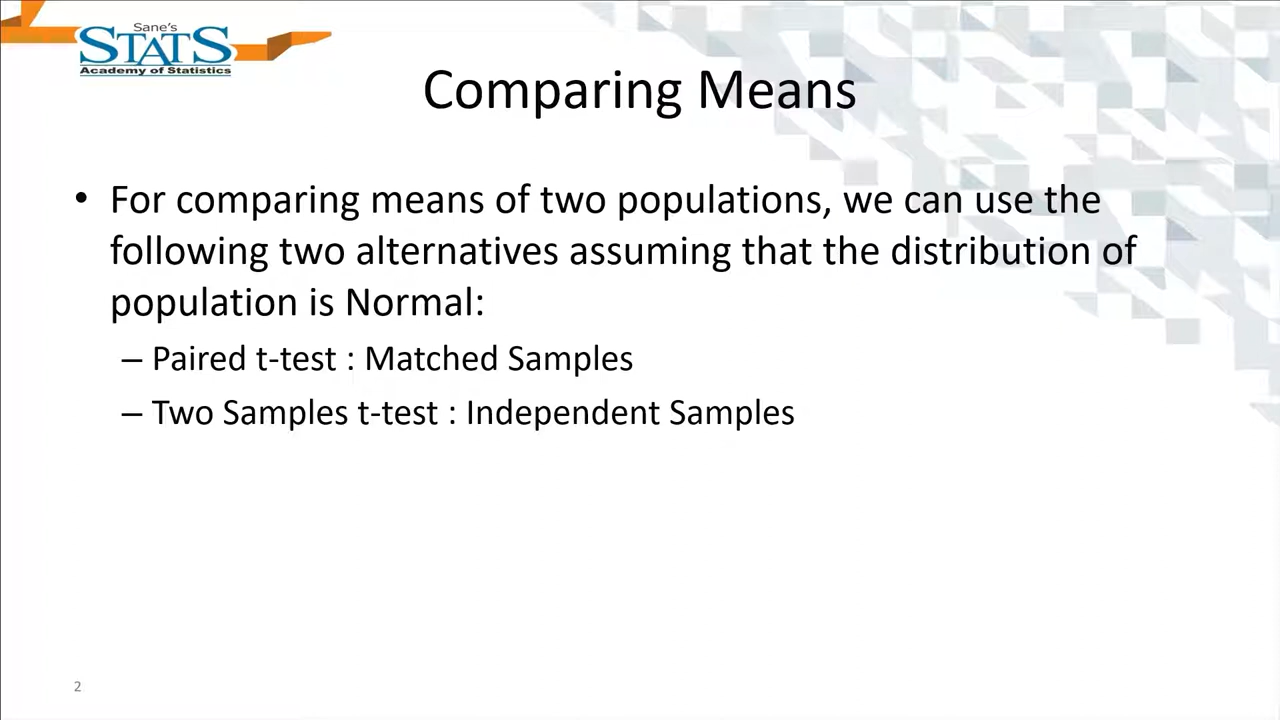 Sane's
STATS
Academy of Statistics
Comparing Means
• For comparing means of two populations, we can use the
following two alternatives assuming that the distribution of
population is Normal:
– Paired t-test : Matched Samples
– Two Samples t-test : Independent Samples
2